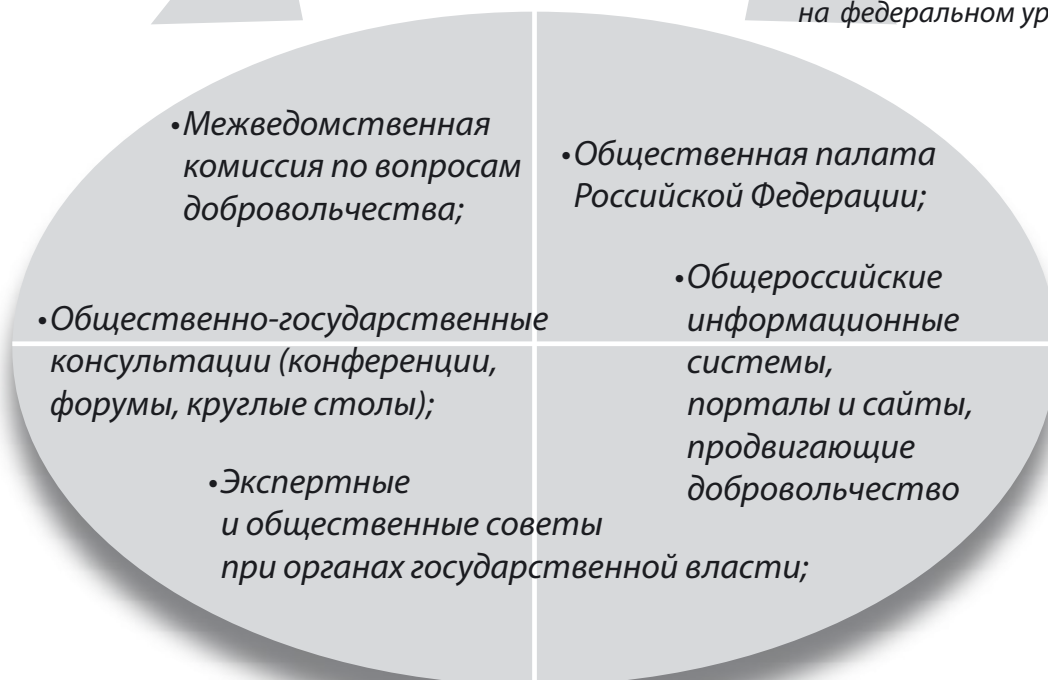 на федеральном ур
•Межведомственная
комиссия по вопросам
добровольчества;
•Общественная палата
Российской Федерации;
•Общественно-государственные
консультации (конференции,
форумы, круглые столы);
•Общероссийские
информационные
системы,
порталы и сайты,
продвигающие
добровольчество
•Экспертные
и общественные советы
при органах государственной власти;